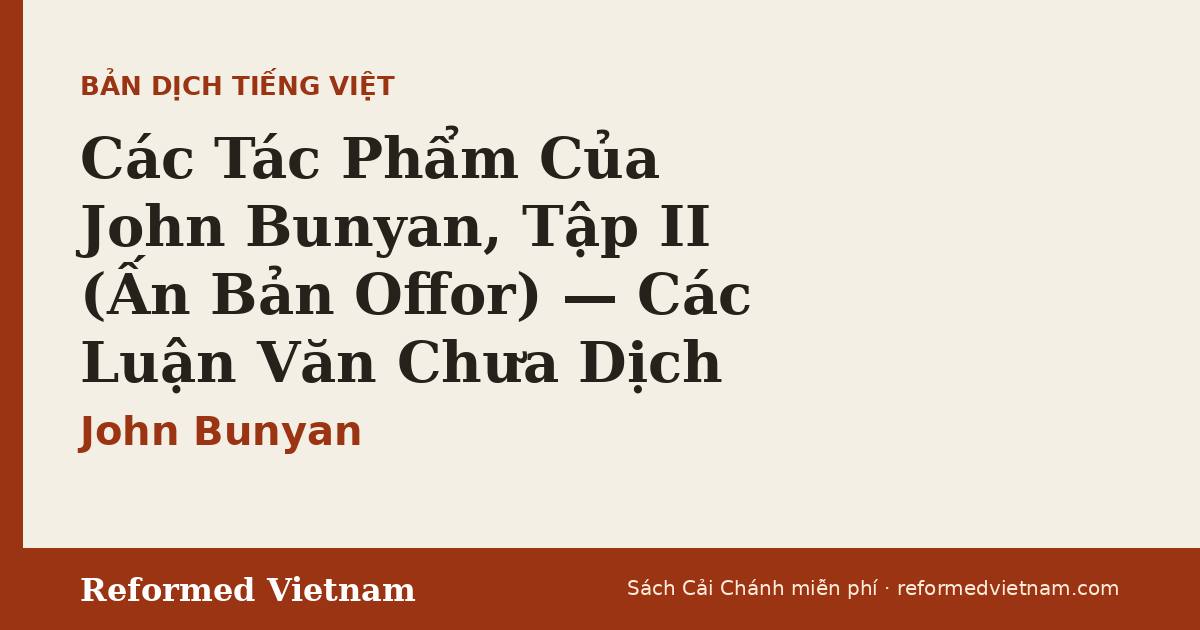 BẢN DỊCH TIẾNG VIỆT
Các Tác Phẩm Của
John Bunyan, Tập II
(Ấn Bản Offor) — Các
Luận Văn Chưa Dịch
John Bunyan
Reformed Vietnam
Sách Cải Chánh miễn phí · reformedvietnam.com